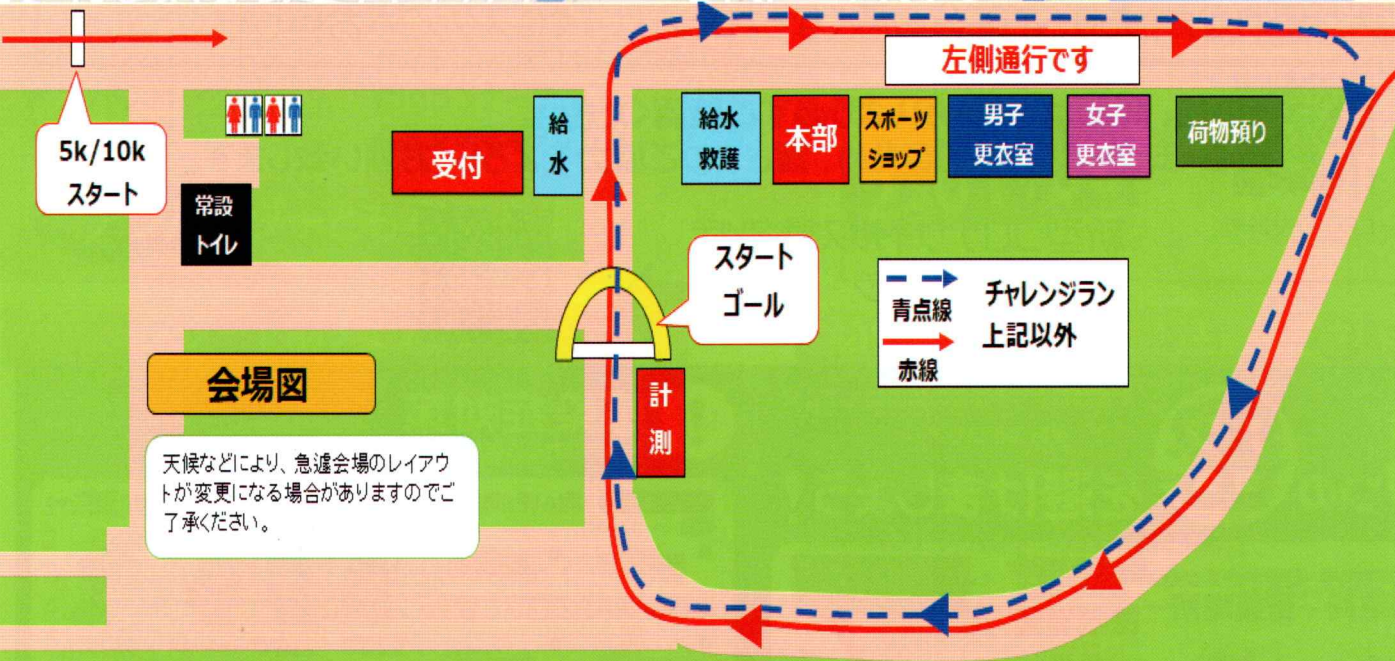 左側通行です
5k/10k
スタート
受付
給
水
給水
救護
本部
スポーツ
ショップ
男子
更衣室
女子
更衣室
荷物預り
常設
トイレ
スタート
ゴール
青点線
チャレンジラン
上記以外
赤線
会場図
計
測
天候などにより、急遽会場のレイアウ
トが変更になる場合がありますのでご
了承ください。